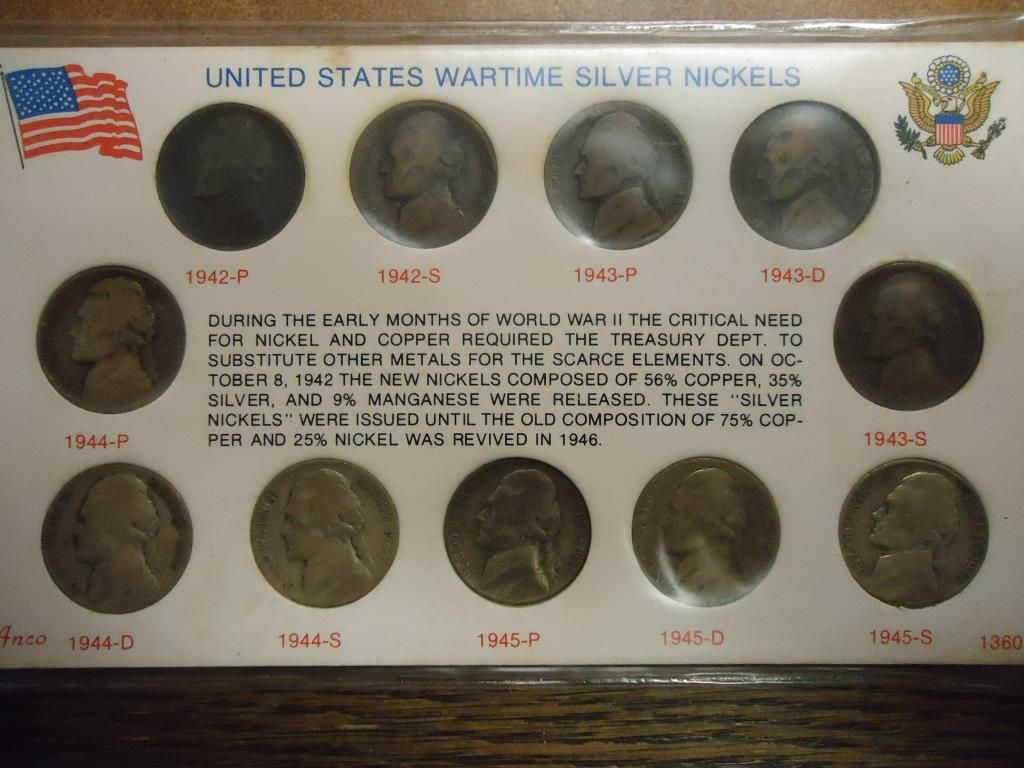 UNITED STATES WARTIME SILVER NICKELS
1942-P 1942-S 1943-P 1943-D
DURING THE EARLY MONTHS OF WORLD WAR II THE CRITICAL NEED
FOR NICKEL AND COPPER REQUIRED THE TREASURY DEPT. TO
SUBSTITUTE OTHER METALS FOR THE SCARCE ELEMENTS. ON OC-
TOBER 8, 1942 THE NEW NICKELS COMPOSED OF 56% COPPER, 35%
SILVER, AND 9% MANGANESE WERE RELEASED. THESE "SILVER
NICKELS" WERE ISSUED UNTIL THE OLD COMPOSITION OF 75% COP-
PER AND 25% NICKEL WAS REVIVED IN 1946.
1944-P 1943-S
Anco 1944-D 1944-S 1945-P 1945-D 1945-S 1360